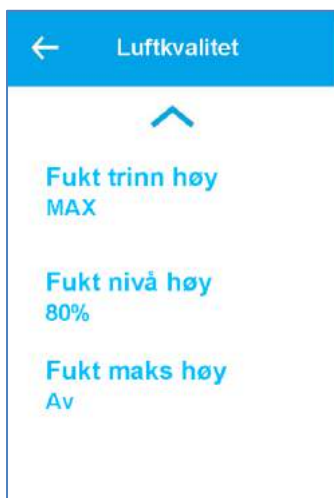 Luftkvalitet
Fukt trinn høy
MAX
Fukt nivå høy
80%
Fukt maks høy
Av